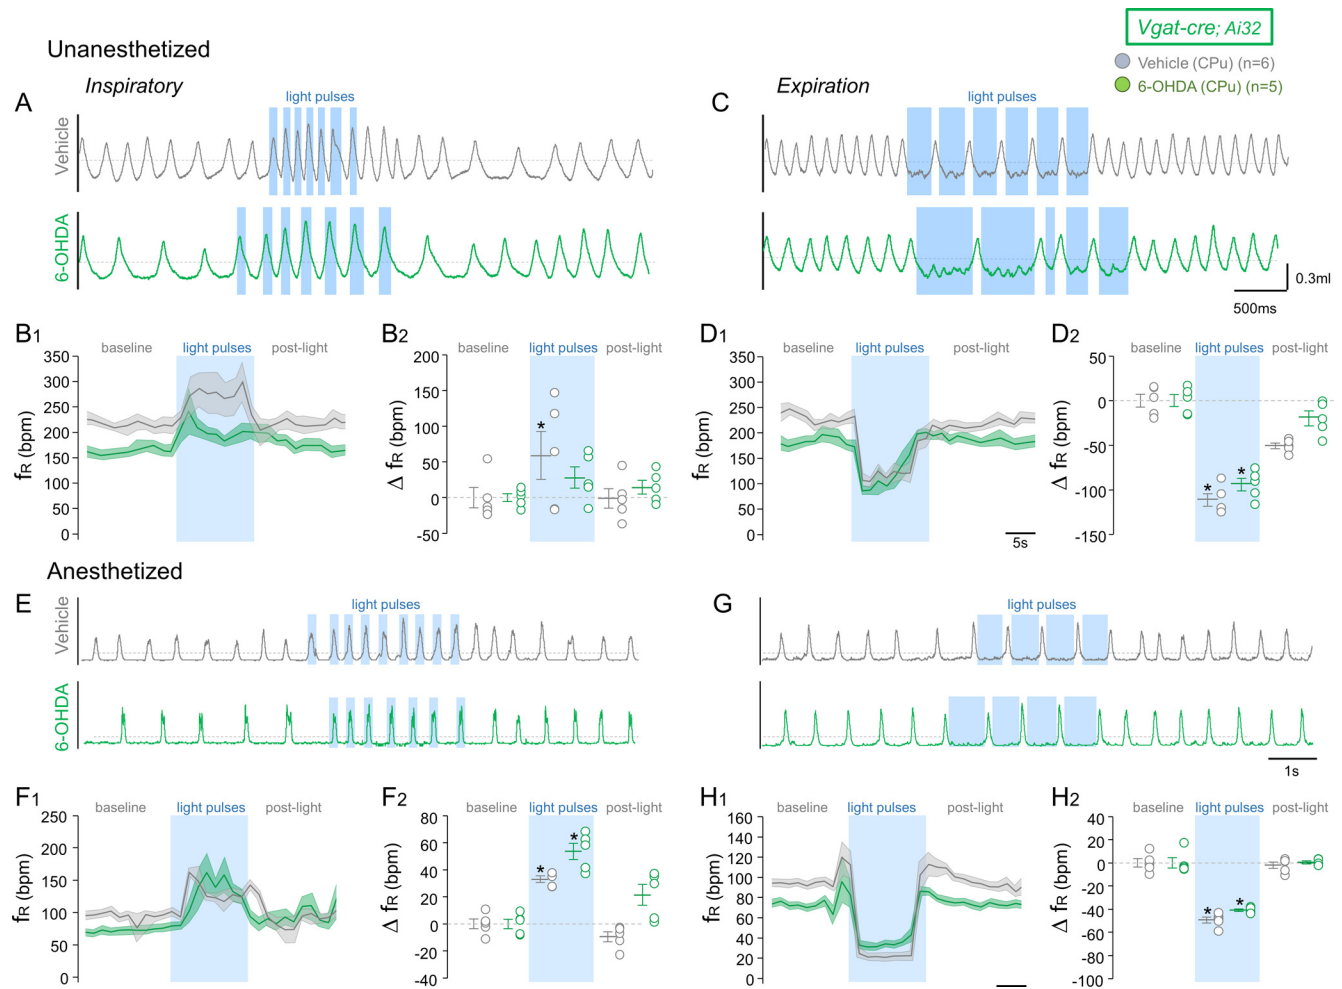 Vgat-cre; Ai32
Unanesthetized
Vehicle (CPu) (n=6)
6-OHDA (CPu) (n=5)
A
Inspiratory
light pulses
Vehicle
6-OHDA
C
Expiration
light pulses
0.3ml
500ms
B1
baseline
light pulses
post-light
350
300
250
200
150
100
50
0
fR (bpm)
B2
baseline
light pulses
post-light
200
150
100
50
0
-50
Δ fR (bpm)
*
D1
baseline
light pulses
post-light
350
300
250
200
150
100
50
0
fR (bpm)
5s
D2
baseline
light pulses
post-light
50
0
-50
-100
-150
Δ fR (bpm)
* *
Anesthetized
E
light pulses
Vehicle
6-OHDA
G
light pulses
1s
F1
baseline
light pulses
post-light
250
200
150
100
50
0
fR (bpm)
F2
baseline
light pulses
post-light
80
60
40
20
0
-20
-40
Δ fR (bpm)
* *
H1
baseline
light pulses
post-light
160
140
120
100
80
60
40
20
0
fR (bpm)
H2
baseline
light pulses
post-light
40
20
0
-20
-40
-60
-80
-100
Δ fR (bpm)
* *